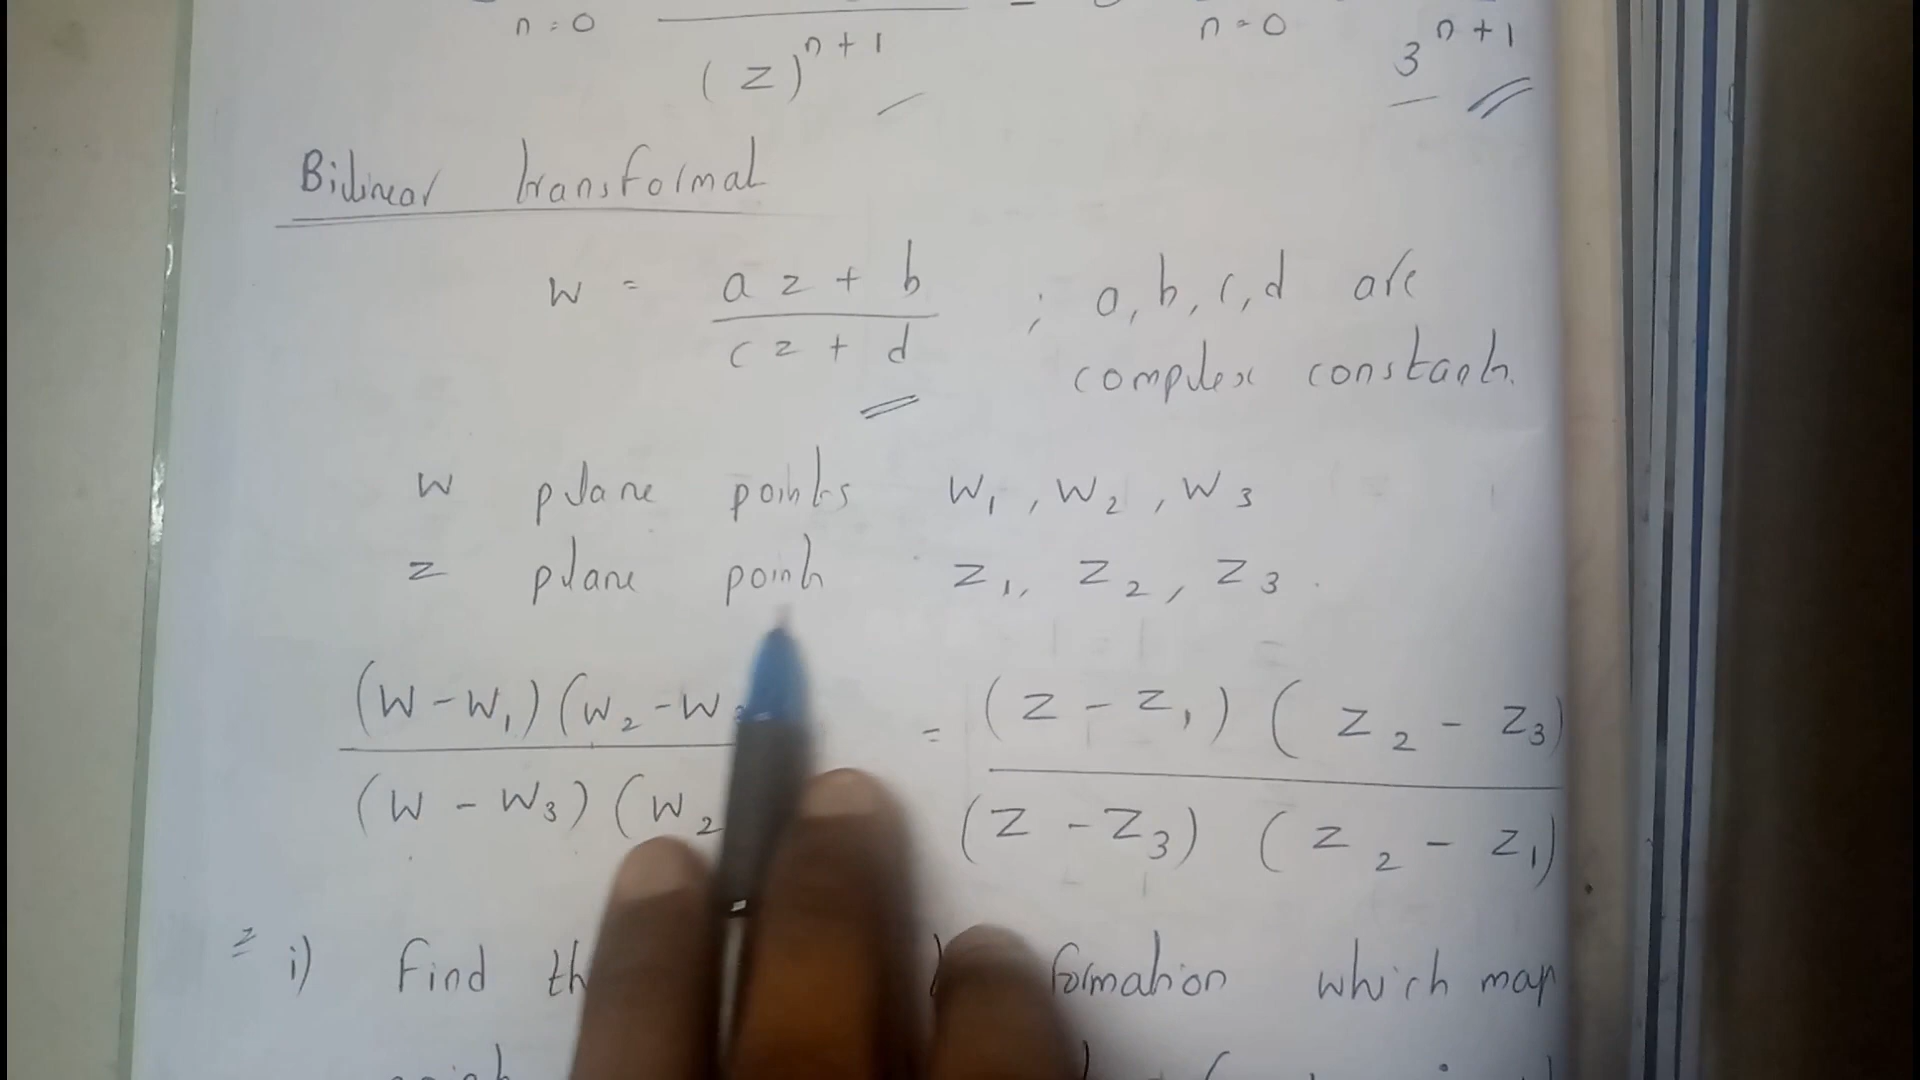 n=0 n=0
(z)^n+1 3^n+1
Bilinear transformal
w = az+b / cz+d ; a, b, c, d are
complex constants.
w plane points w₁, w₂, w₃
z plane points z₁, z₂, z₃.
(w-w₁)(w₂-w = (z-z₁)(z₂-z₃)
(w-w₃)(w₂ (z-z₃)(z₂-z₁)
i) Find th formation which map